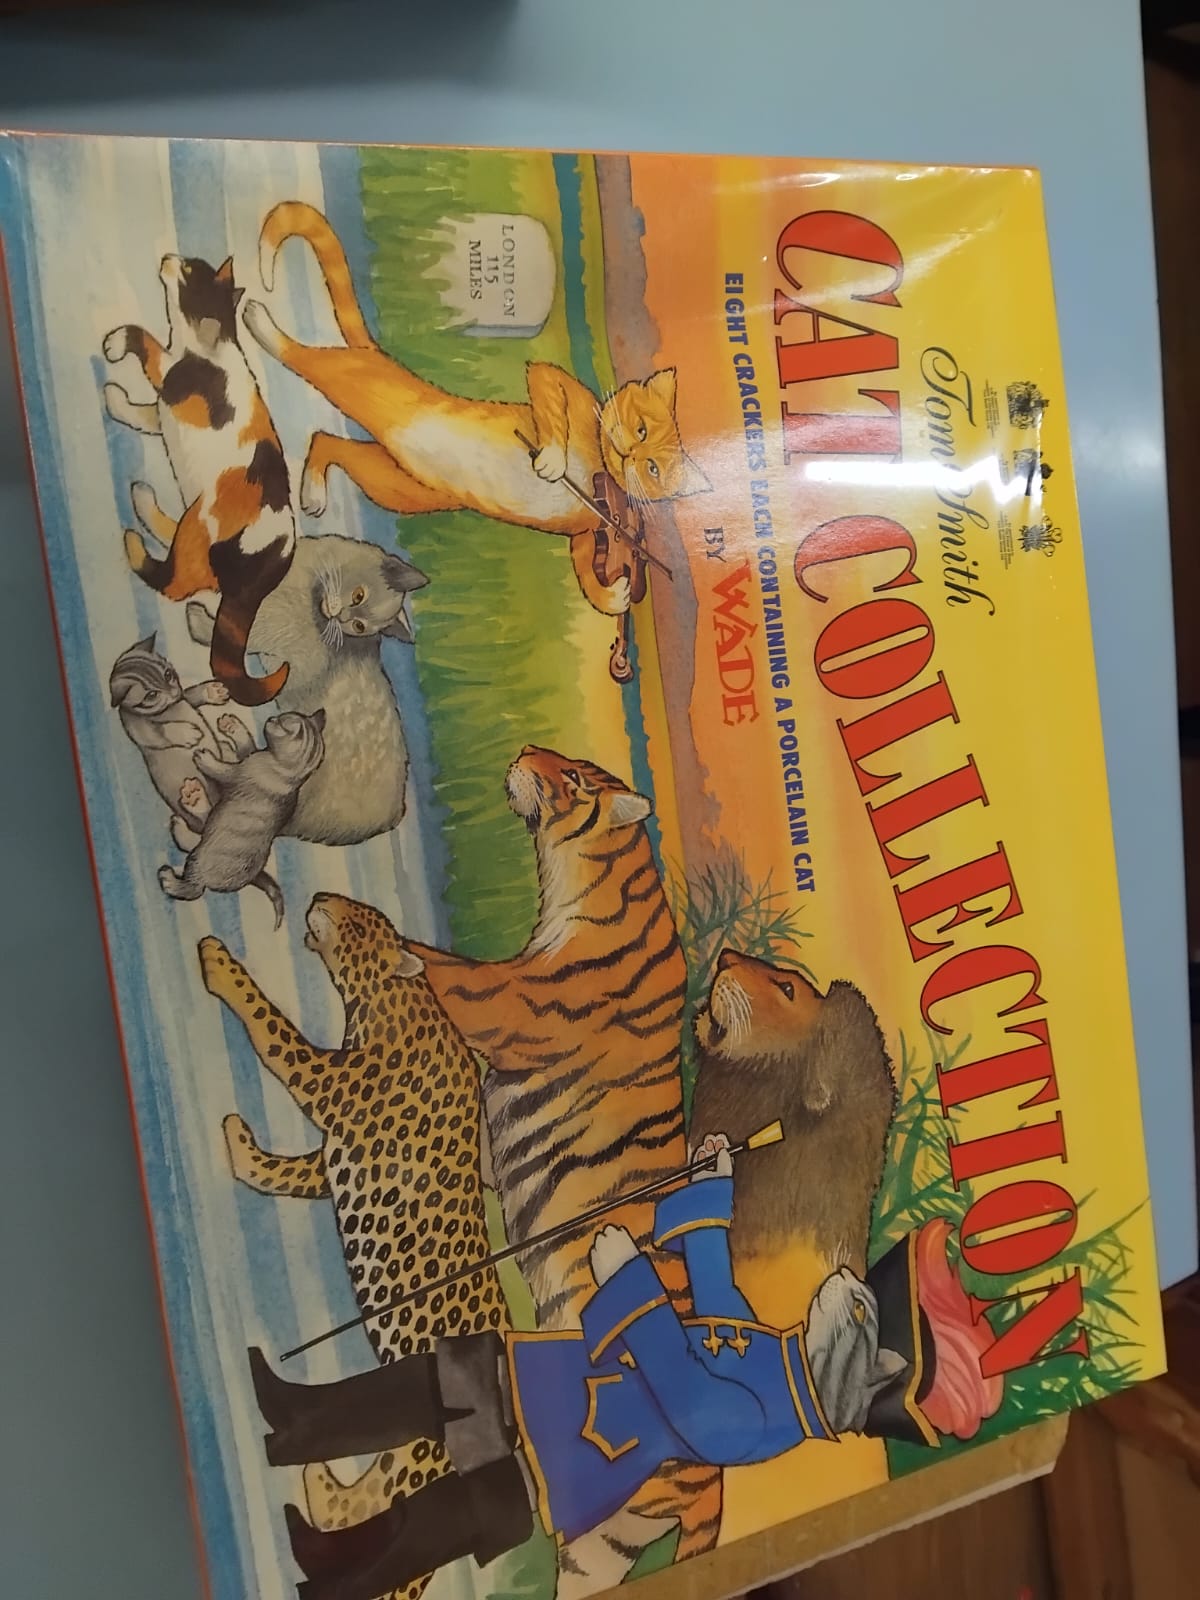 Tom Smith
CAT COLLECTION
EIGHT CRACKERS EACH CONTAINING A PORCELAIN CAT
BY WADE
LONDON
115
MILES